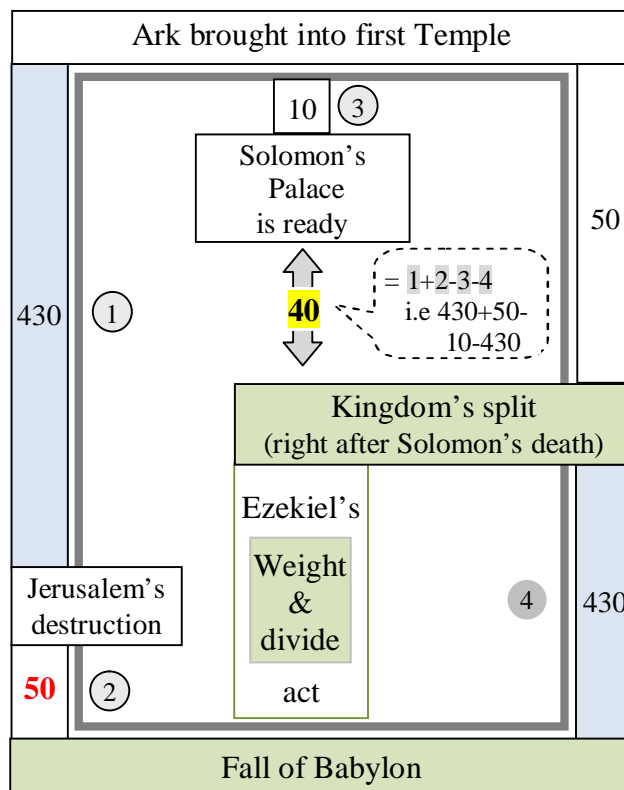 Ark brought into first Temple
10
3
Solomon's
Palace
is ready
50
= 1+2-3-4
i.e 430+50-
10-430
40
430
1
Kingdom's split
(right after Solomon's death)
Ezekiel's
Weight
&
divide
act
Jerusalem's
destruction
4
430
50
2
Fall of Babylon